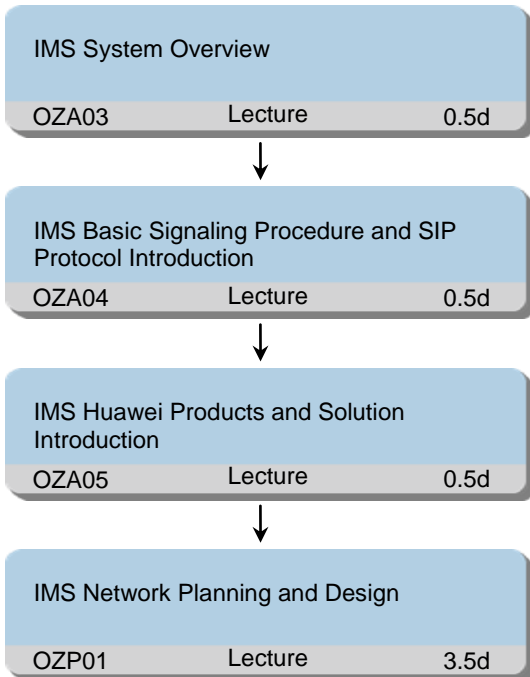 IMS System Overview
OZA03 Lecture 0.5d
IMS Basic Signaling Procedure and SIP
Protocol Introduction
OZA04 Lecture 0.5d
IMS Huawei Products and Solution
Introduction
OZA05 Lecture 0.5d
IMS Network Planning and Design
OZP01 Lecture 3.5d